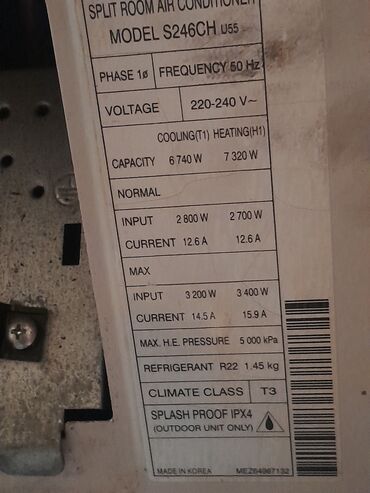 SPLIT ROOM AIR CONDITIONER
MODEL S246CH U55
PHASE 1ø FREQUENCY 50 Hz
VOLTAGE 220-240 V~
COOLING(T1) HEATING(H1)
CAPACITY 6 740 W 7 320 W
NORMAL
INPUT 2 800 W 2 700 W
CURRENT 12.6 A 12.6 A
MAX
INPUT 3 200 W 3 400 W
CURRENT 14.5 A 15.9 A
MAX. H.E. PRESSURE 5 000 kPa
REFRIGERANT R22 1.45 kg
CLIMATE CLASS T3
SPLASH PROOF IPX4
(OUTDOOR UNIT ONLY)
MADE IN KOREA MEZ64967132